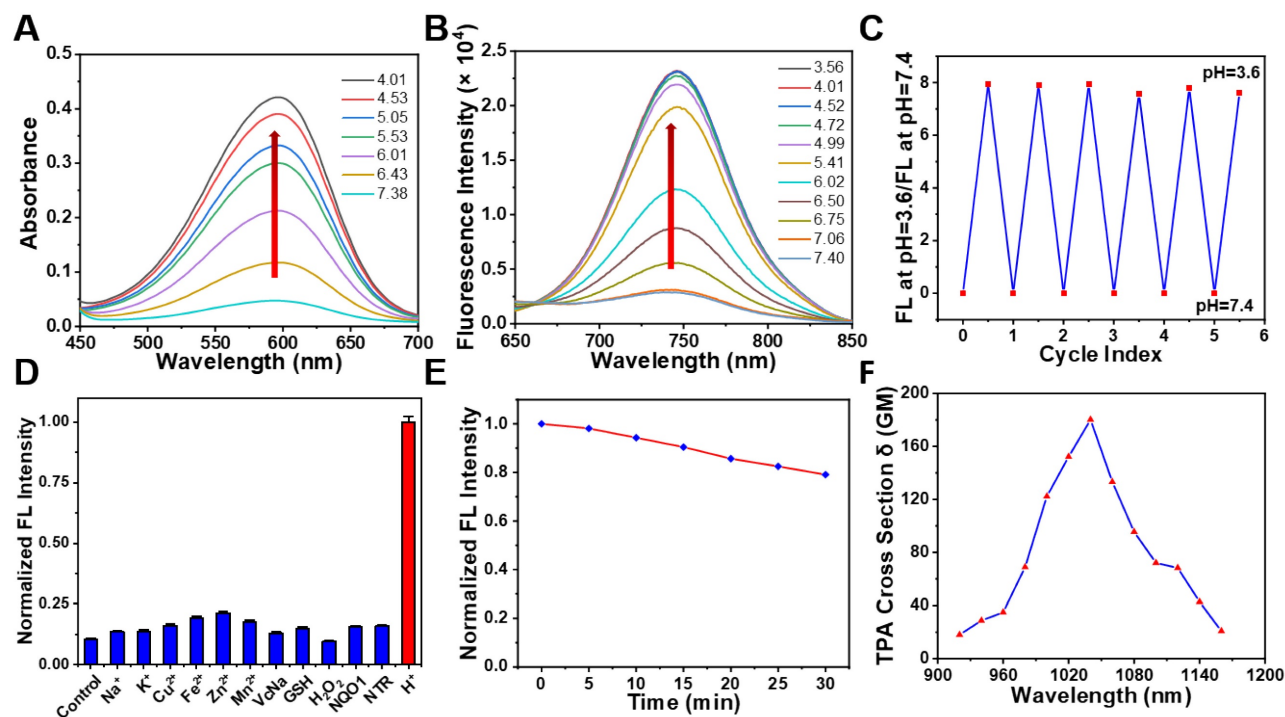 A
Absorbance
0.5
0.4
0.3
0.2
0.1
0.0
450 500 550 600 650 700
Wavelength (nm)
4.01
4.53
5.05
5.53
6.01
6.43
7.38
B
Fluorescence Intensity (× 10⁴)
2.5
2.0
1.5
1.0
0.5
0.0
650 700 750 800 850
Wavelength (nm)
3.56
4.01
4.52
4.72
4.99
5.41
6.02
6.50
6.75
7.06
7.40
C
FL at pH=3.6/FL at pH=7.4
8
6
4
2
0
0 1 2 3 4 5 6
Cycle Index
pH=3.6
pH=7.4
D
Normalized FL Intensity
1.00
0.75
0.50
0.25
0.00
Control Na⁺ K⁺ Cu²⁺ Fe²⁺ Zn²⁺ Mn²⁺ VcNa GSH H₂O₂ NQO1 NTR H⁺
E
Normalized FL Intensity
1.0
0.8
0.6
0.4
0.2
0.0
0 5 10 15 20 25 30
Time (min)
F
TPA Cross Section δ (GM)
180
160
120
80
40
0
900 960 1020 1080 1140 1200
Wavelength (nm)